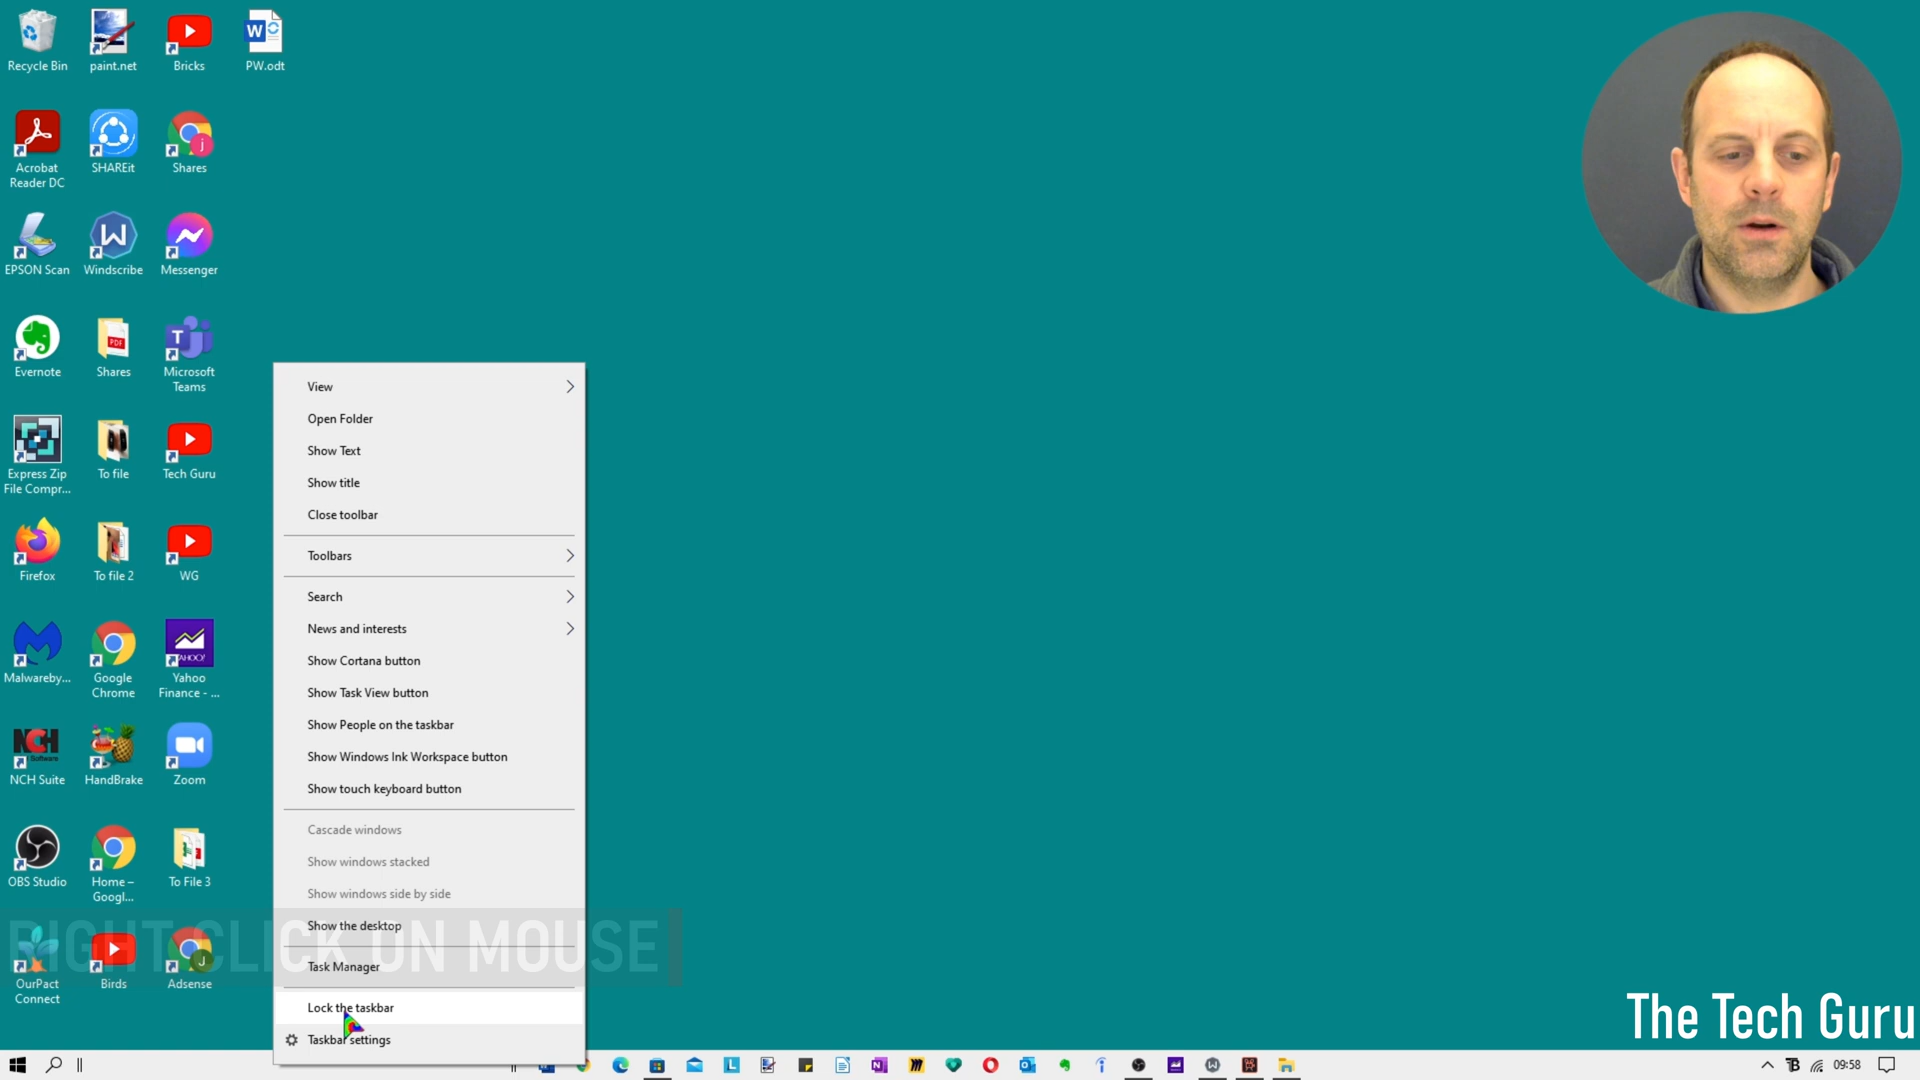 Recycle Bin
paint.net
Bricks
PW.odt
Acrobat
Reader DC
SHAREit
Shares
EPSON Scan
Windscribe
Messenger
Evernote
Shares
Microsoft
Teams
Express Zip
File Compr...
To file
Tech Guru
Firefox
To file 2
WG
Malwareby...
Google
Chrome
Yahoo
Finance - ...
NCH Suite
HandBrake
Zoom
OBS Studio
Home –
Googl...
To File 3
OurPact
Connect
Birds
Adsense
View
Open Folder
Show Text
Show title
Close toolbar
Toolbars
Search
News and interests
Show Cortana button
Show Task View button
Show People on the taskbar
Show Windows Ink Workspace button
Show touch keyboard button
Cascade windows
Show windows stacked
Show windows side by side
Show the desktop
Task Manager
Lock the taskbar
Taskbar settings
RIGHT CLICK ON MOUSE
The Tech Guru
09:58